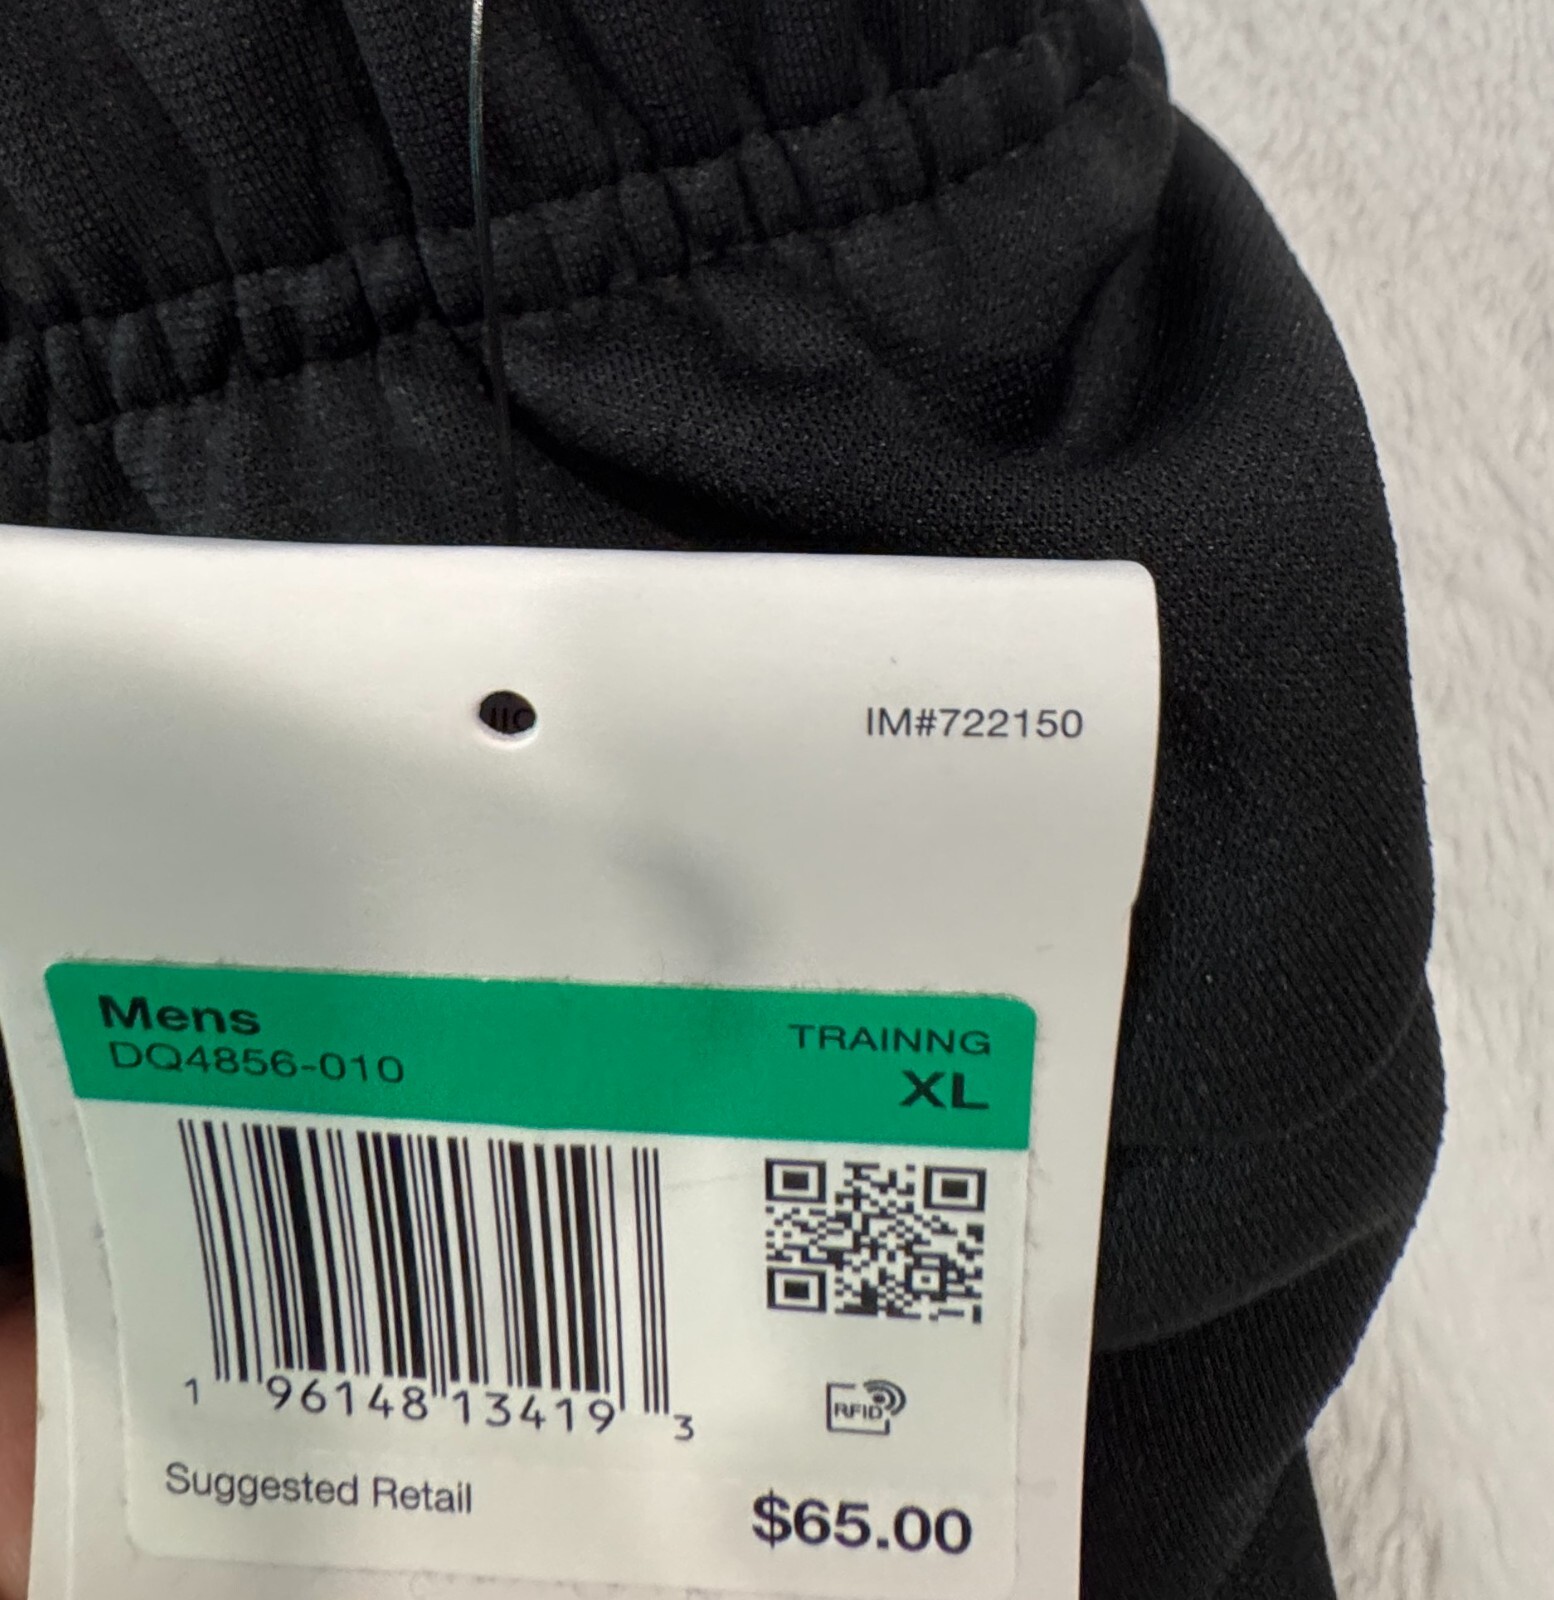 IM#722150
Mens
TRAINNG
DQ4856-010
XL
1 96148 13419 3
RFID
Suggested Retail
$65.00